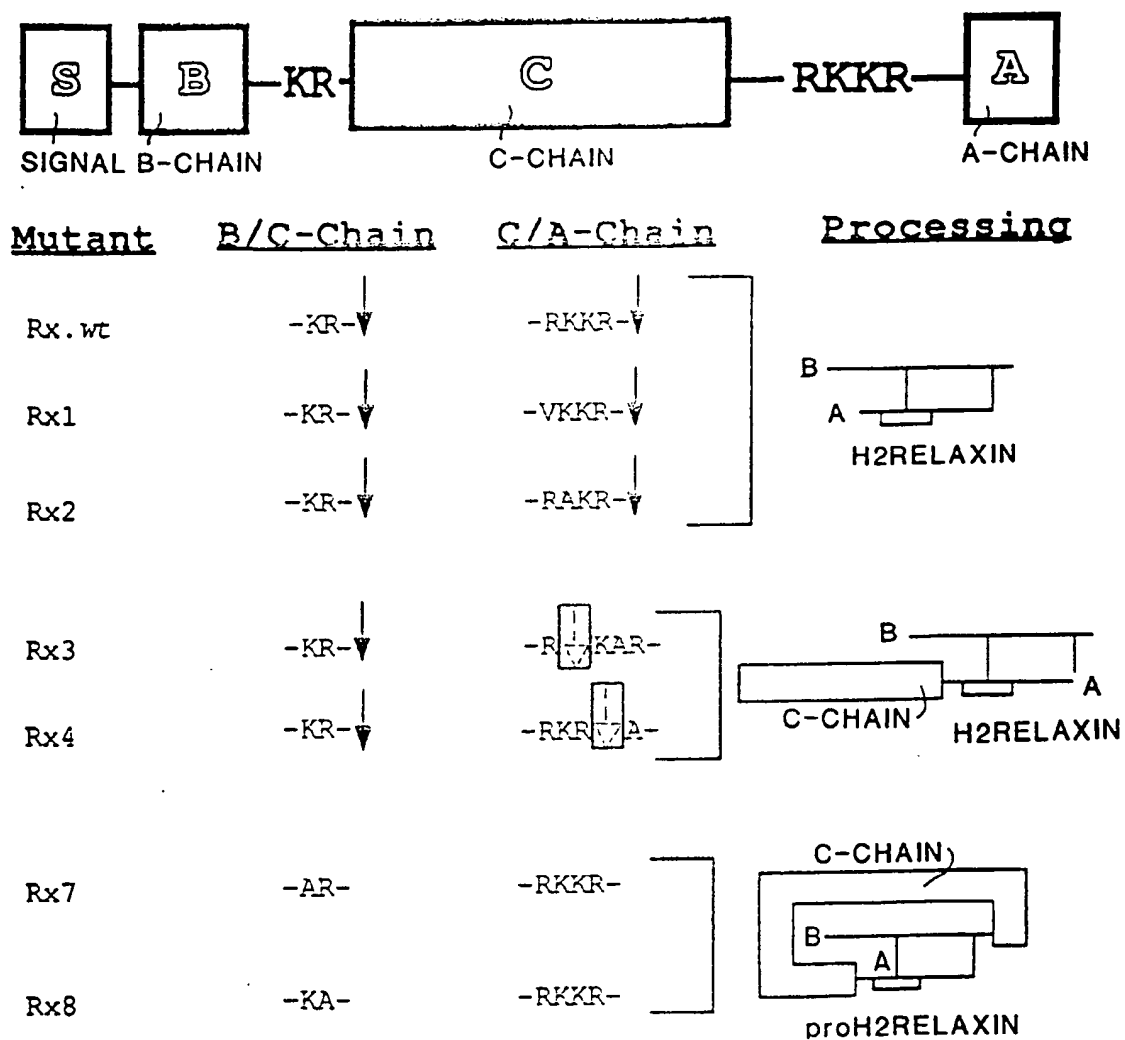 S B KR C RKKR A
SIGNAL B-CHAIN C-CHAIN A-CHAIN
Mutant B/C-Chain C/A-Chain Processing
Rx.wt -KR- -RKKR-
B
Rx1 -KR- -VKKR-
A
H2RELAXIN
Rx2 -KR- -RAKR-
Rx3 -KR- -R KAR-
B
A
C-CHAIN H2RELAXIN
Rx4 -KR- -RKR A-
C-CHAIN
Rx7 -AR- -RKKR-
B
A
Rx8 -KA- -RKKR-
proH2RELAXIN